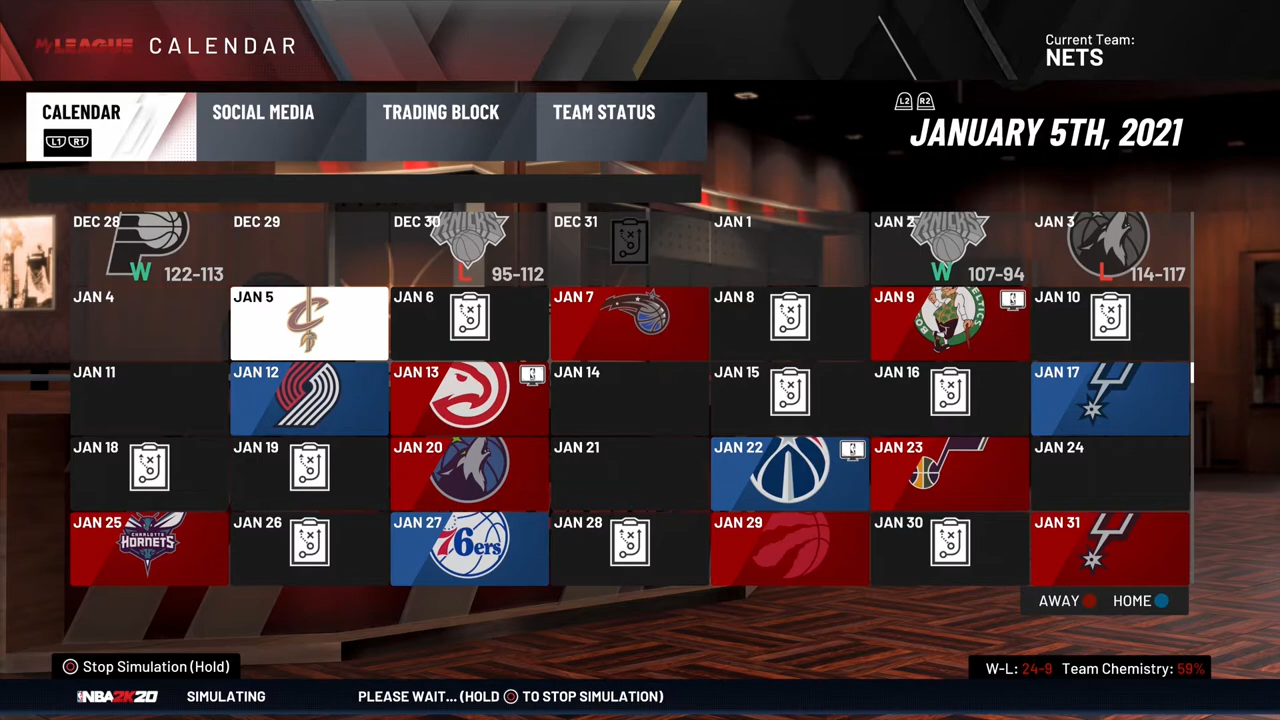 MyLEAGUE CALENDAR
Current Team:
NETS
CALENDAR
L1 R1
SOCIAL MEDIA
TRADING BLOCK
TEAM STATUS
L2 R2
JANUARY 5TH, 2021
DEC 28 W 122-113
DEC 29
DEC 30 KNICKS L 95-112
DEC 31
JAN 1
JAN 2 KNICKS W 107-94
JAN 3 L 114-117
JAN 4
JAN 5
JAN 6
JAN 7
JAN 8
JAN 9
JAN 10
JAN 11
JAN 12
JAN 13
JAN 14
JAN 15
JAN 16
JAN 17
JAN 18
JAN 19
JAN 20
JAN 21
JAN 22
JAN 23
JAN 24
JAN 25 CHARLOTTE HORNETS
JAN 26
JAN 27 76ers
JAN 28
JAN 29
JAN 30
JAN 31
AWAY HOME
Stop Simulation (Hold)
W-L: 24-9 Team Chemistry: 59%
NBA2K20 SIMULATING PLEASE WAIT... (HOLD TO STOP SIMULATION)